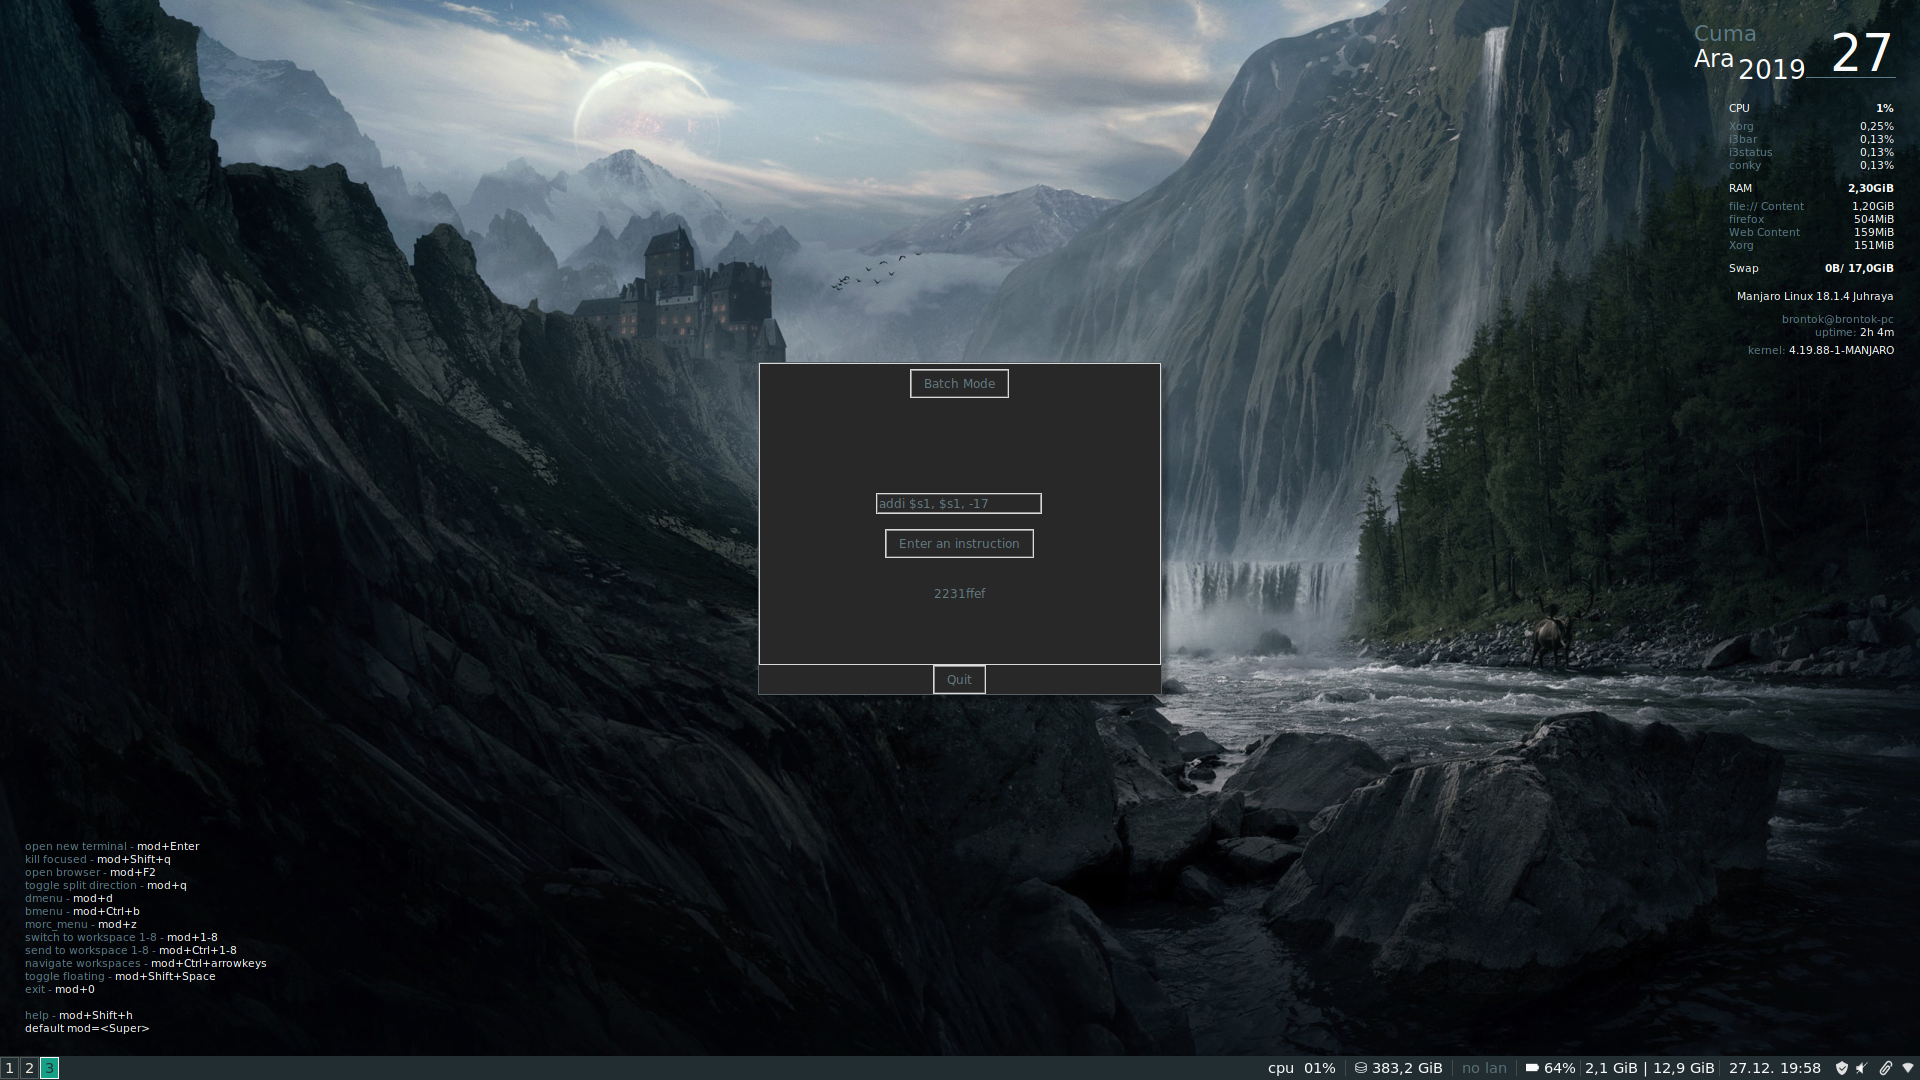 Cuma
Ara 2019 27
CPU 1%
Xorg 0,25%
i3bar 0,13%
i3status 0,13%
conky 0,13%
RAM 2,30GiB
file:// Content 1,20GiB
firefox 504MiB
Web Content 159MiB
Xorg 151MiB
Swap 0B/ 17,0GiB
Manjaro Linux 18.1.4 Juhraya
brontok@brontok-pc
uptime: 2h 4m
kernel: 4.19.88-1-MANJARO
Batch Mode
addi $s1, $s1, -17
Enter an instruction
2231ffef
Quit
open new terminal - mod+Enter
kill focused - mod+Shift+q
open browser - mod+F2
toggle split direction - mod+q
dmenu - mod+d
bmenu - mod+Ctrl+b
morc_menu - mod+z
switch to workspace 1-8 - mod+1-8
send to workspace 1-8 - mod+Ctrl+1-8
navigate workspaces - mod+Ctrl+arrowkeys
toggle floating - mod+Shift+Space
exit - mod+0
help - mod+Shift+h
default mod=<Super>
1 2 3 cpu 01% 383,2 GiB no lan 64% 2,1 GiB | 12,9 GiB 27.12. 19:58